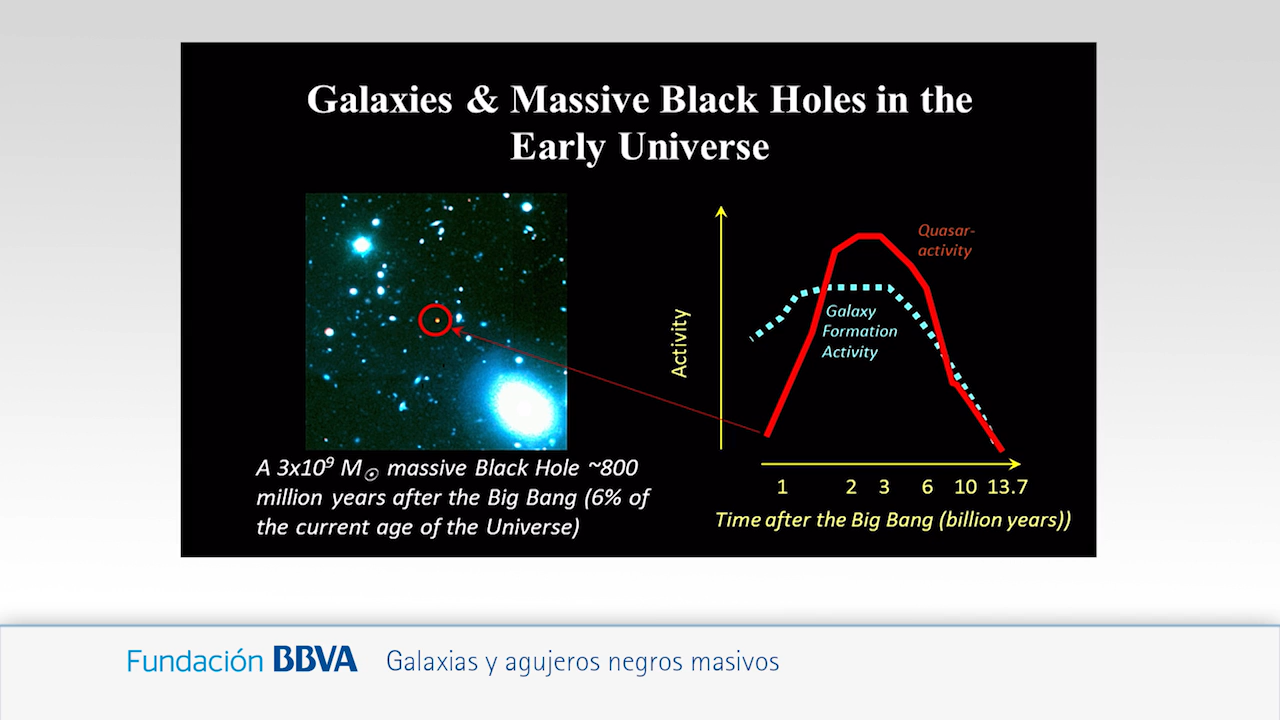 Galaxies & Massive Black Holes in the
Early Universe
Quasar-
activity
Galaxy
Formation
Activity
Activity
1 2 3 6 10 13.7
Time after the Big Bang (billion years))
A 3x10⁹ M☉ massive Black Hole ~800
million years after the Big Bang (6% of
the current age of the Universe)
Fundación BBVA Galaxias y agujeros negros masivos